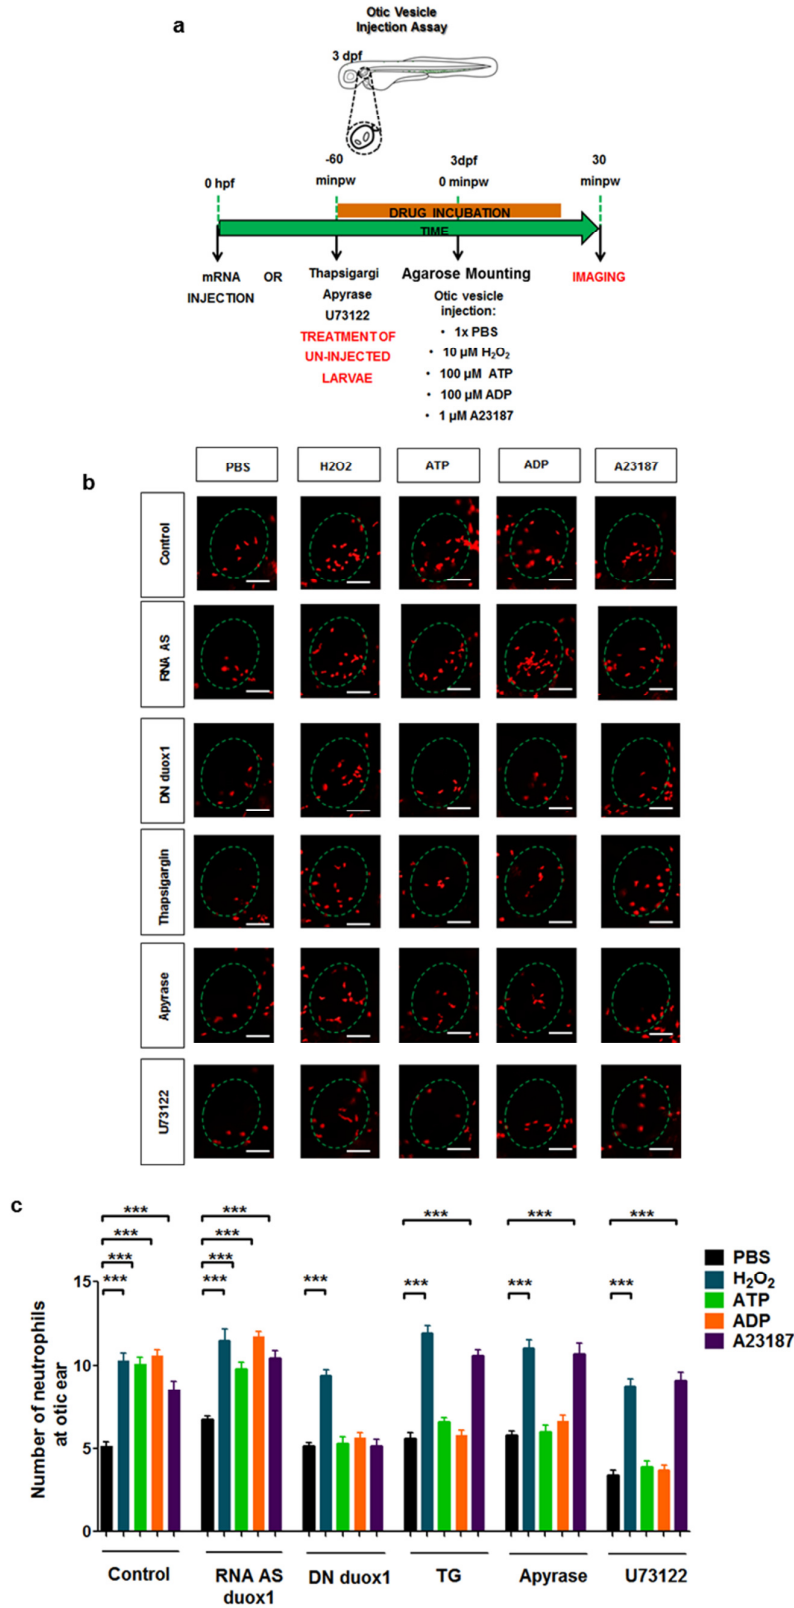 a
Otic Vesicle
Injection Assay
3 dpf
0 hpf
-60
minpw
3dpf
0 minpw
30
minpw
DRUG INCUBATION
TIME
mRNA
INJECTION
OR
Thapsigargi
Apyrase
U73122
TREATMENT OF
UN-INJECTED
LARVAE
Agarose Mounting
Otic vesicle
injection:
• 1x PBS
• 10 µM H₂O₂
• 100 µM ATP
• 100 µM ADP
• 1 µM A23187
IMAGING
b
PBS H2O2 ATP ADP A23187
Control
RNA AS
DN duox1
Thapsigargin
Apyrase
U73122
c
*** *** *** *** ***
***
*** ***
*** *** *** *** *** ***
Number of neutrophils
at otic ear
15
10
5
0
Control
RNA AS
duox1
DN duox1
TG
Apyrase
U73122
PBS
H₂O₂
ATP
ADP
A23187